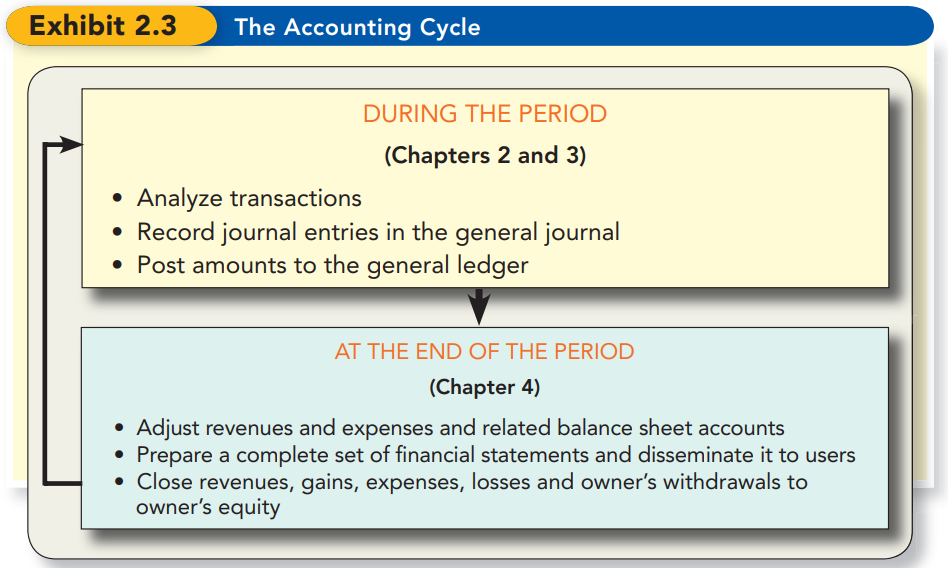 Exhibit 2.3 The Accounting Cycle
DURING THE PERIOD
(Chapters 2 and 3)
• Analyze transactions
• Record journal entries in the general journal
• Post amounts to the general ledger
AT THE END OF THE PERIOD
(Chapter 4)
• Adjust revenues and expenses and related balance sheet accounts
• Prepare a complete set of financial statements and disseminate it to users
• Close revenues, gains, expenses, losses and owner’s withdrawals to
owner’s equity